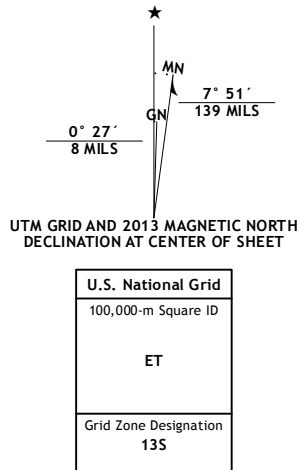 MN
GN
7° 51´
139 MILS
0° 27´
8 MILS
UTM GRID AND 2013 MAGNETIC NORTH
DECLINATION AT CENTER OF SHEET
U.S. National Grid
100,000-m Square ID
ET
Grid Zone Designation
13S